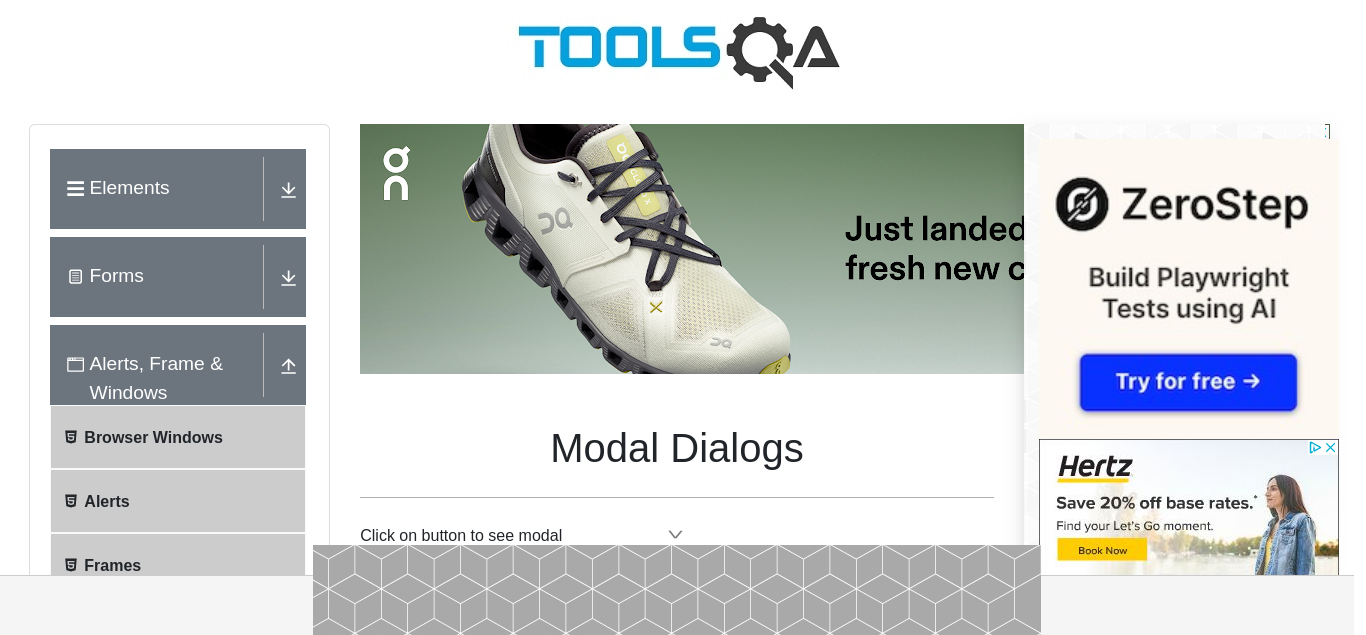 TOOLSQA
Elements
Forms
Alerts, Frame &
Windows
Browser Windows
Alerts
Frames
on
Just landed
fresh new c
Modal Dialogs
Click on button to see modal
ZeroStep
Build Playwright
Tests using AI
Try for free →
Hertz
Save 20% off base rates.*
Find your Let's Go moment.
Book Now